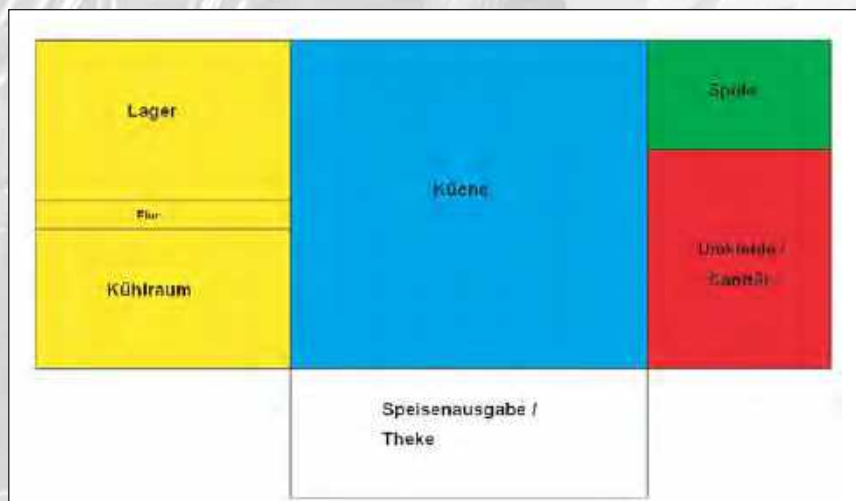 Lager
Spüle
Küche
Flur
Umkleide /
Sanitär
Kühlraum
Speisenausgabe /
Theke